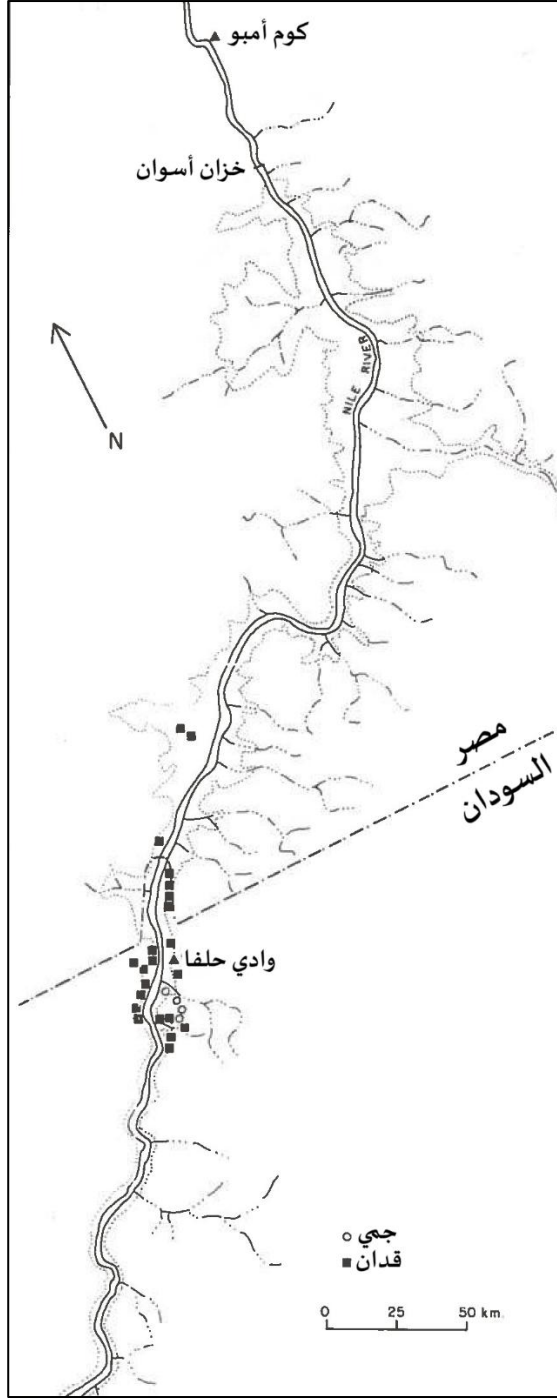 كوم أمبو
خزان أسوان
NILE RIVER
N
مصر
السودان
وادي حلفا
جمي
قدان
0 25 50 km.